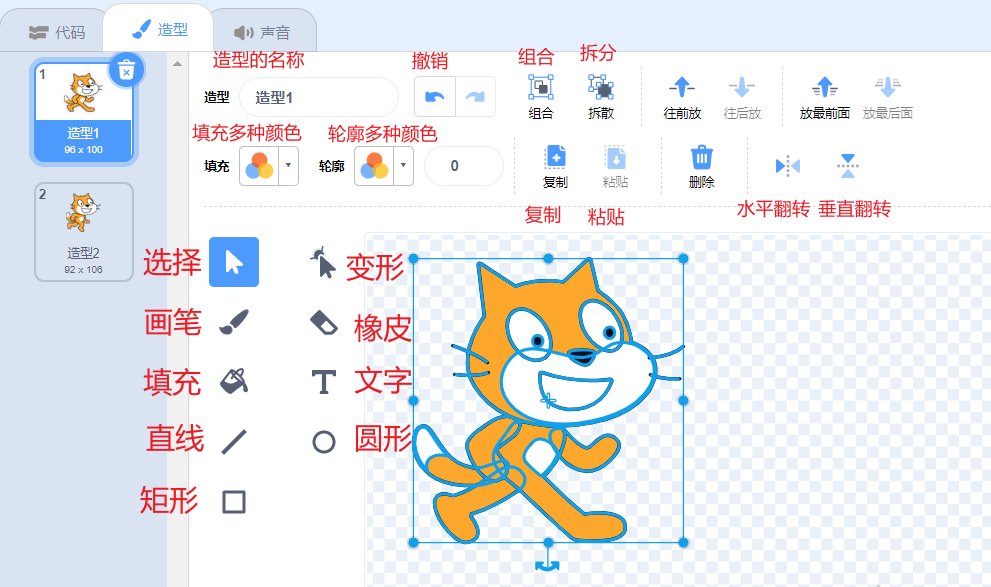 代码
造型
声音
1
造型1
96 x 100
2
造型2
92 x 106
造型的名称
撤销
组合
拆分
造型
造型1
组合
拆散
往前放
往后放
放最前面
放最后面
填充多种颜色
轮廓多种颜色
填充
轮廓
0
复制
粘贴
删除
复制
粘贴
水平翻转
垂直翻转
选择
变形
画笔
橡皮
填充
T
文字
直线
圆形
矩形